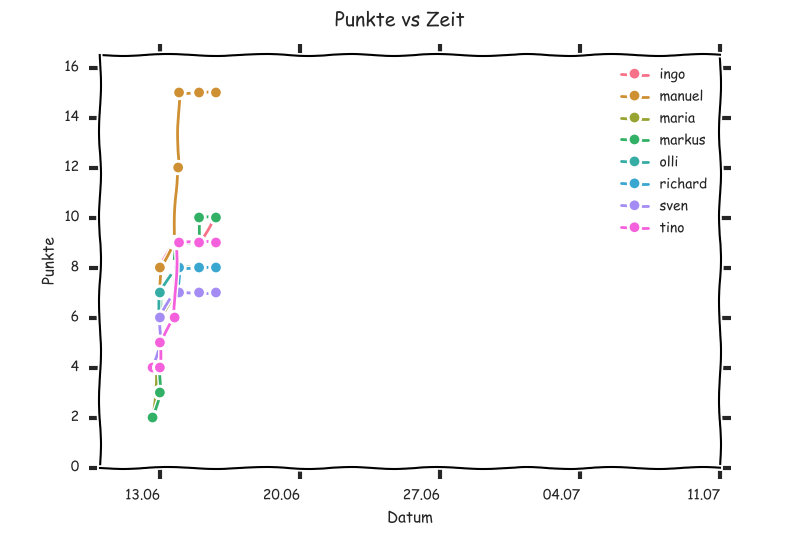 Punkte vs Zeit
16
14
12
10
8
6
4
2
0
Punkte
ingo
manuel
maria
markus
olli
richard
sven
tino
13.06 20.06 27.06 04.07 11.07
Datum